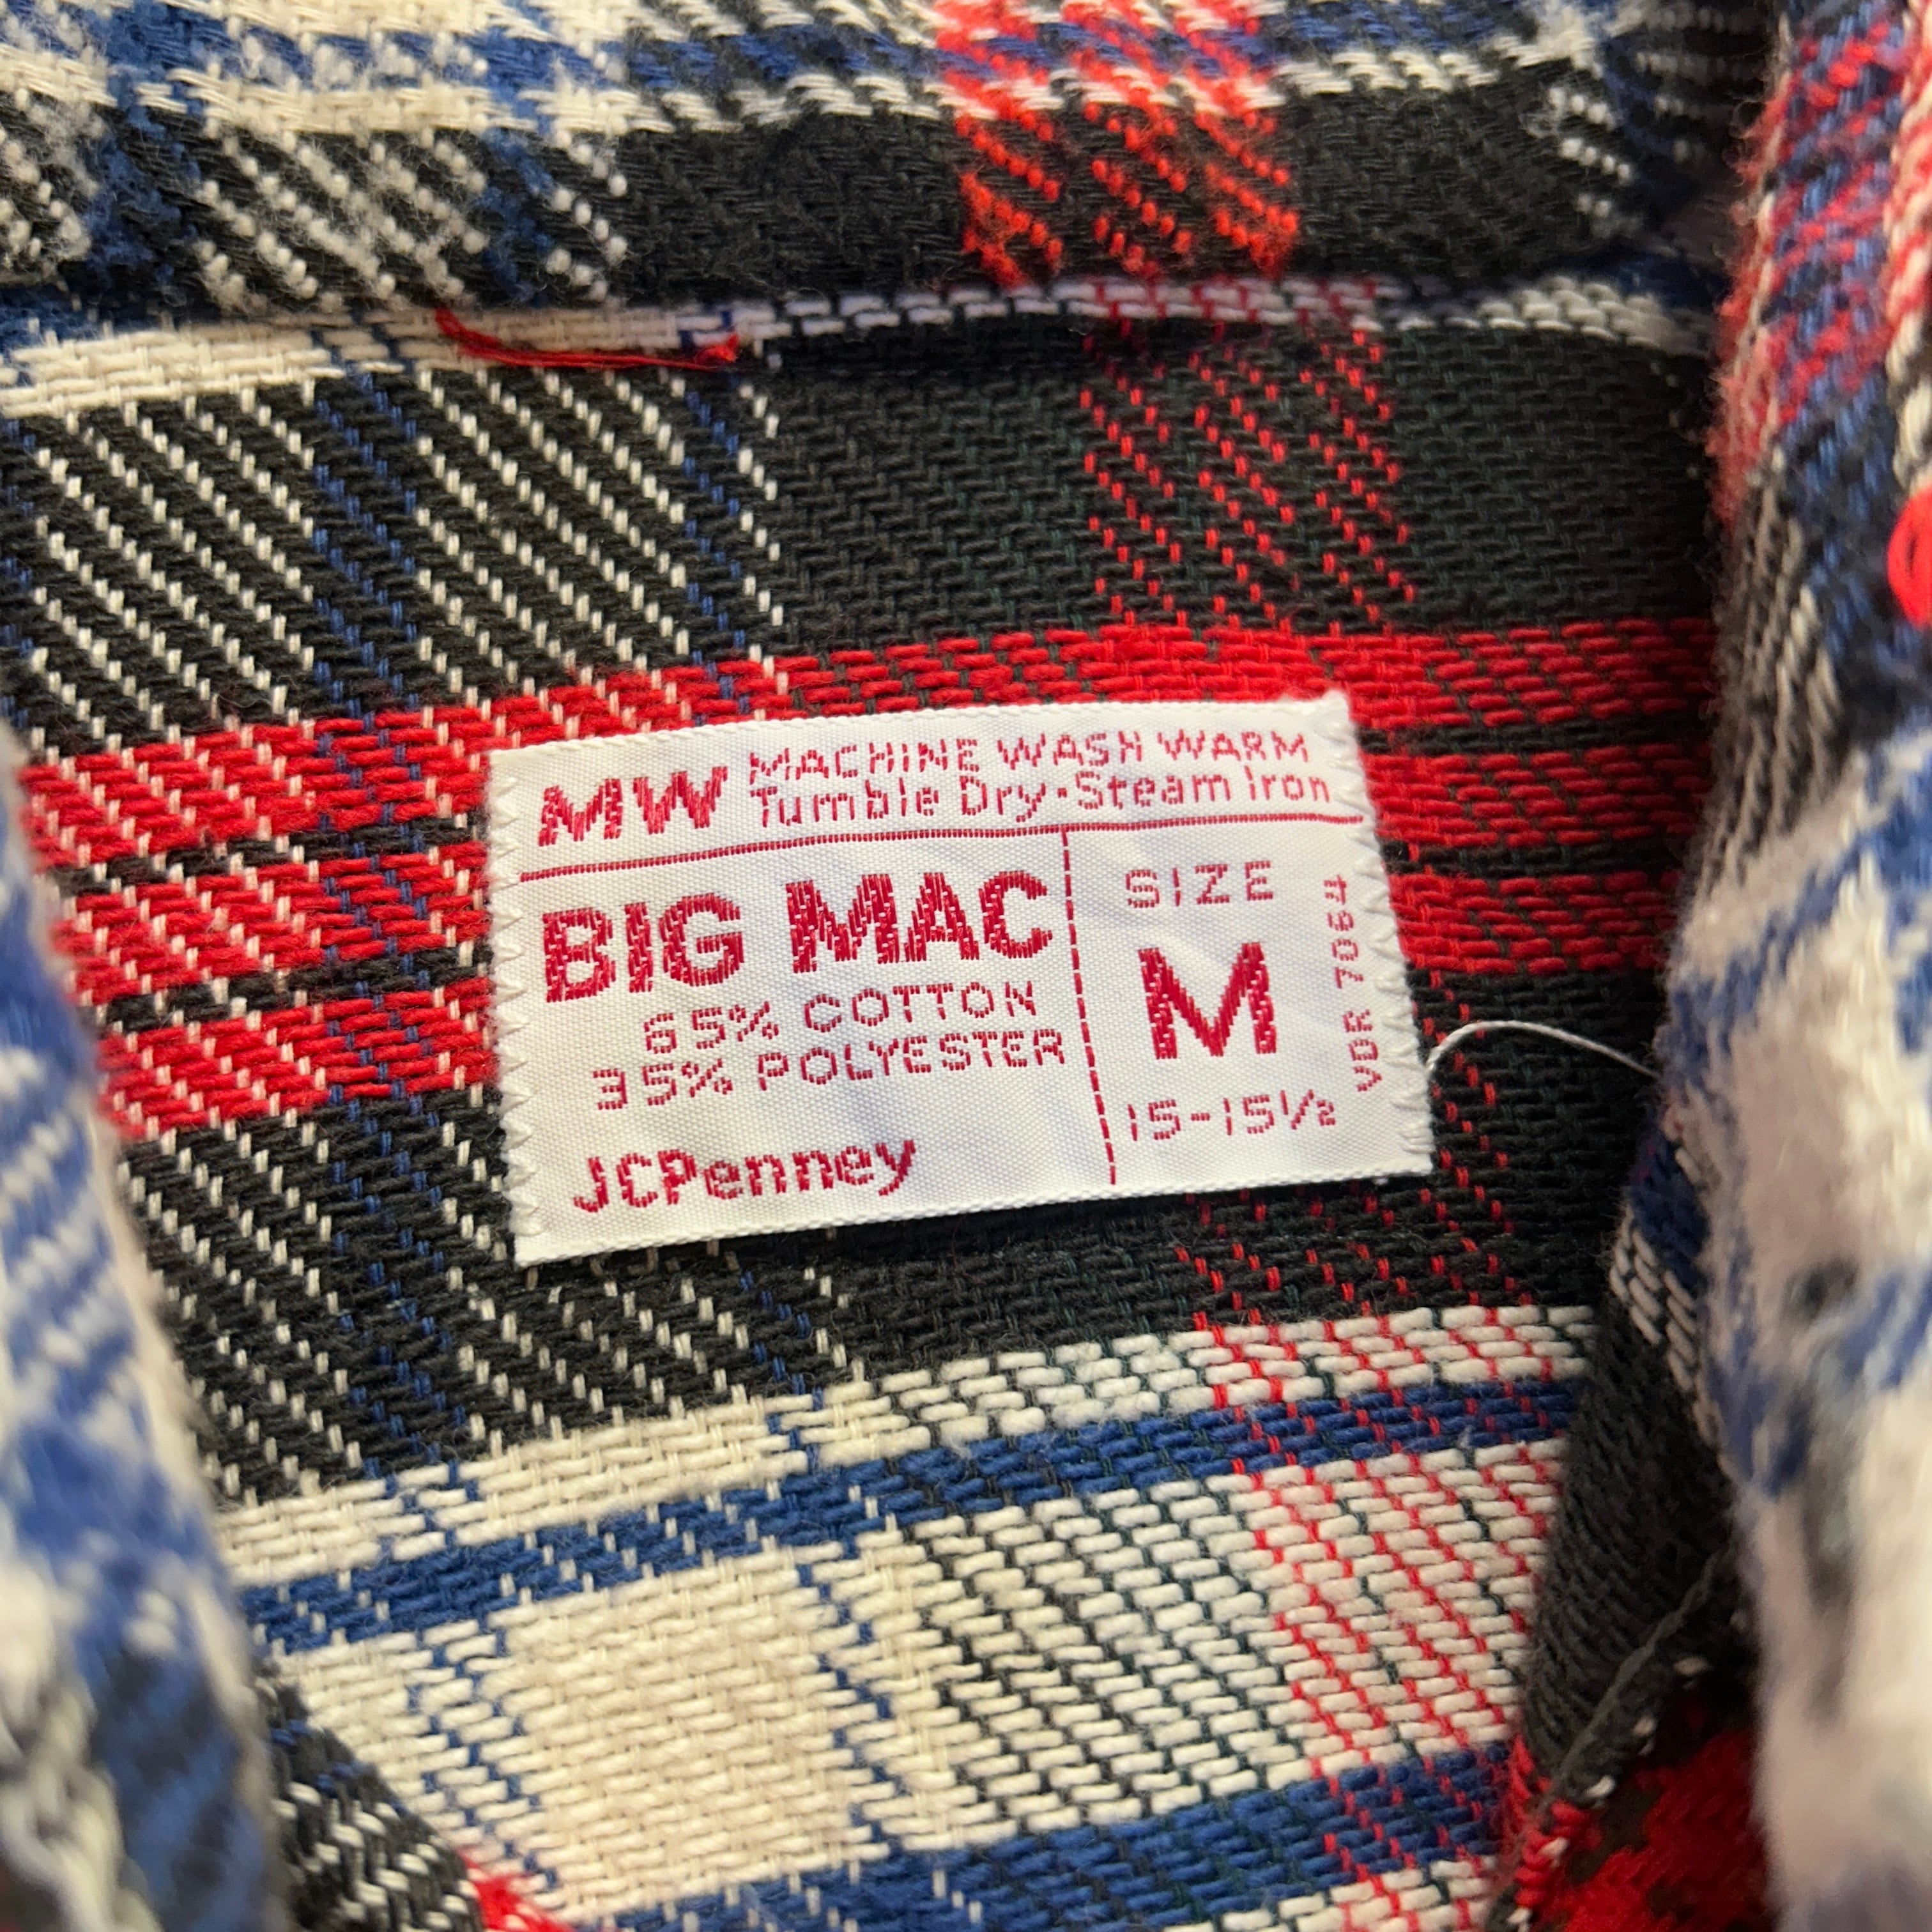 MW MACHINE WASH WARM
Tumble Dry·Steam Iron
BIG MAC
65% COTTON
35% POLYESTER
JCPenney
SIZE
M
15-15½
VDR 7064